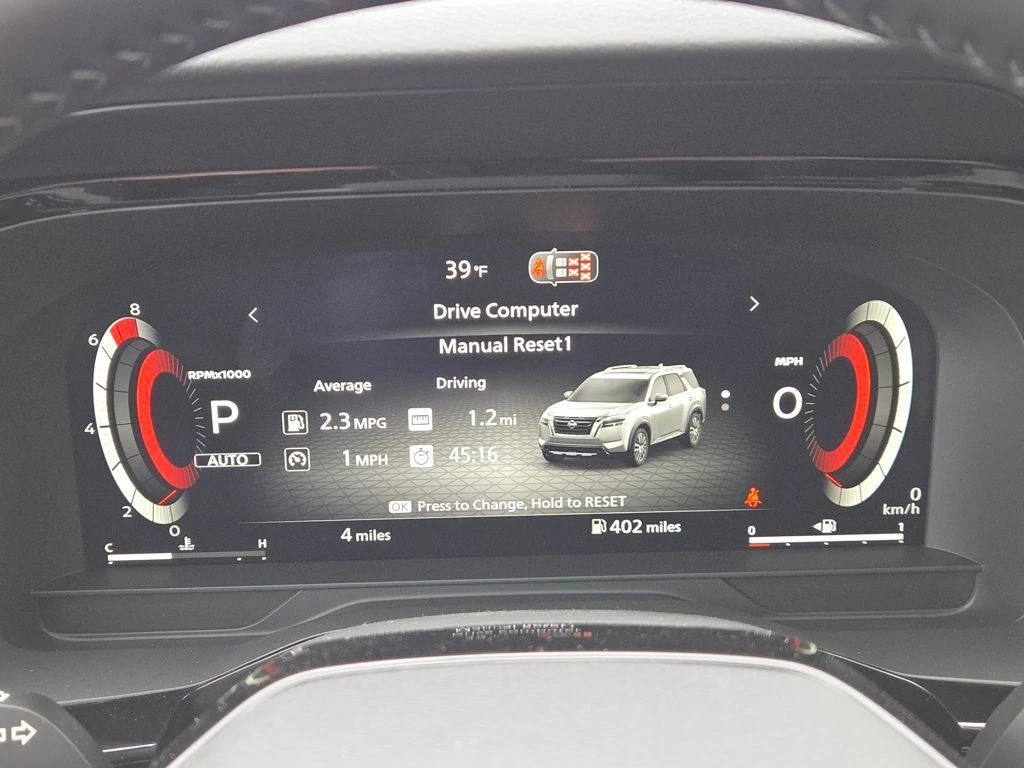 39°F
Drive Computer
Manual Reset1
Average
Driving
2.3 MPG
1.2 mi
1 MPH
45:16
OK Press to Change, Hold to RESET
4 miles
402 miles
8
6
4
2
0
RPMx1000
P
AUTO
C H
MPH
0
0
km/h
0 1